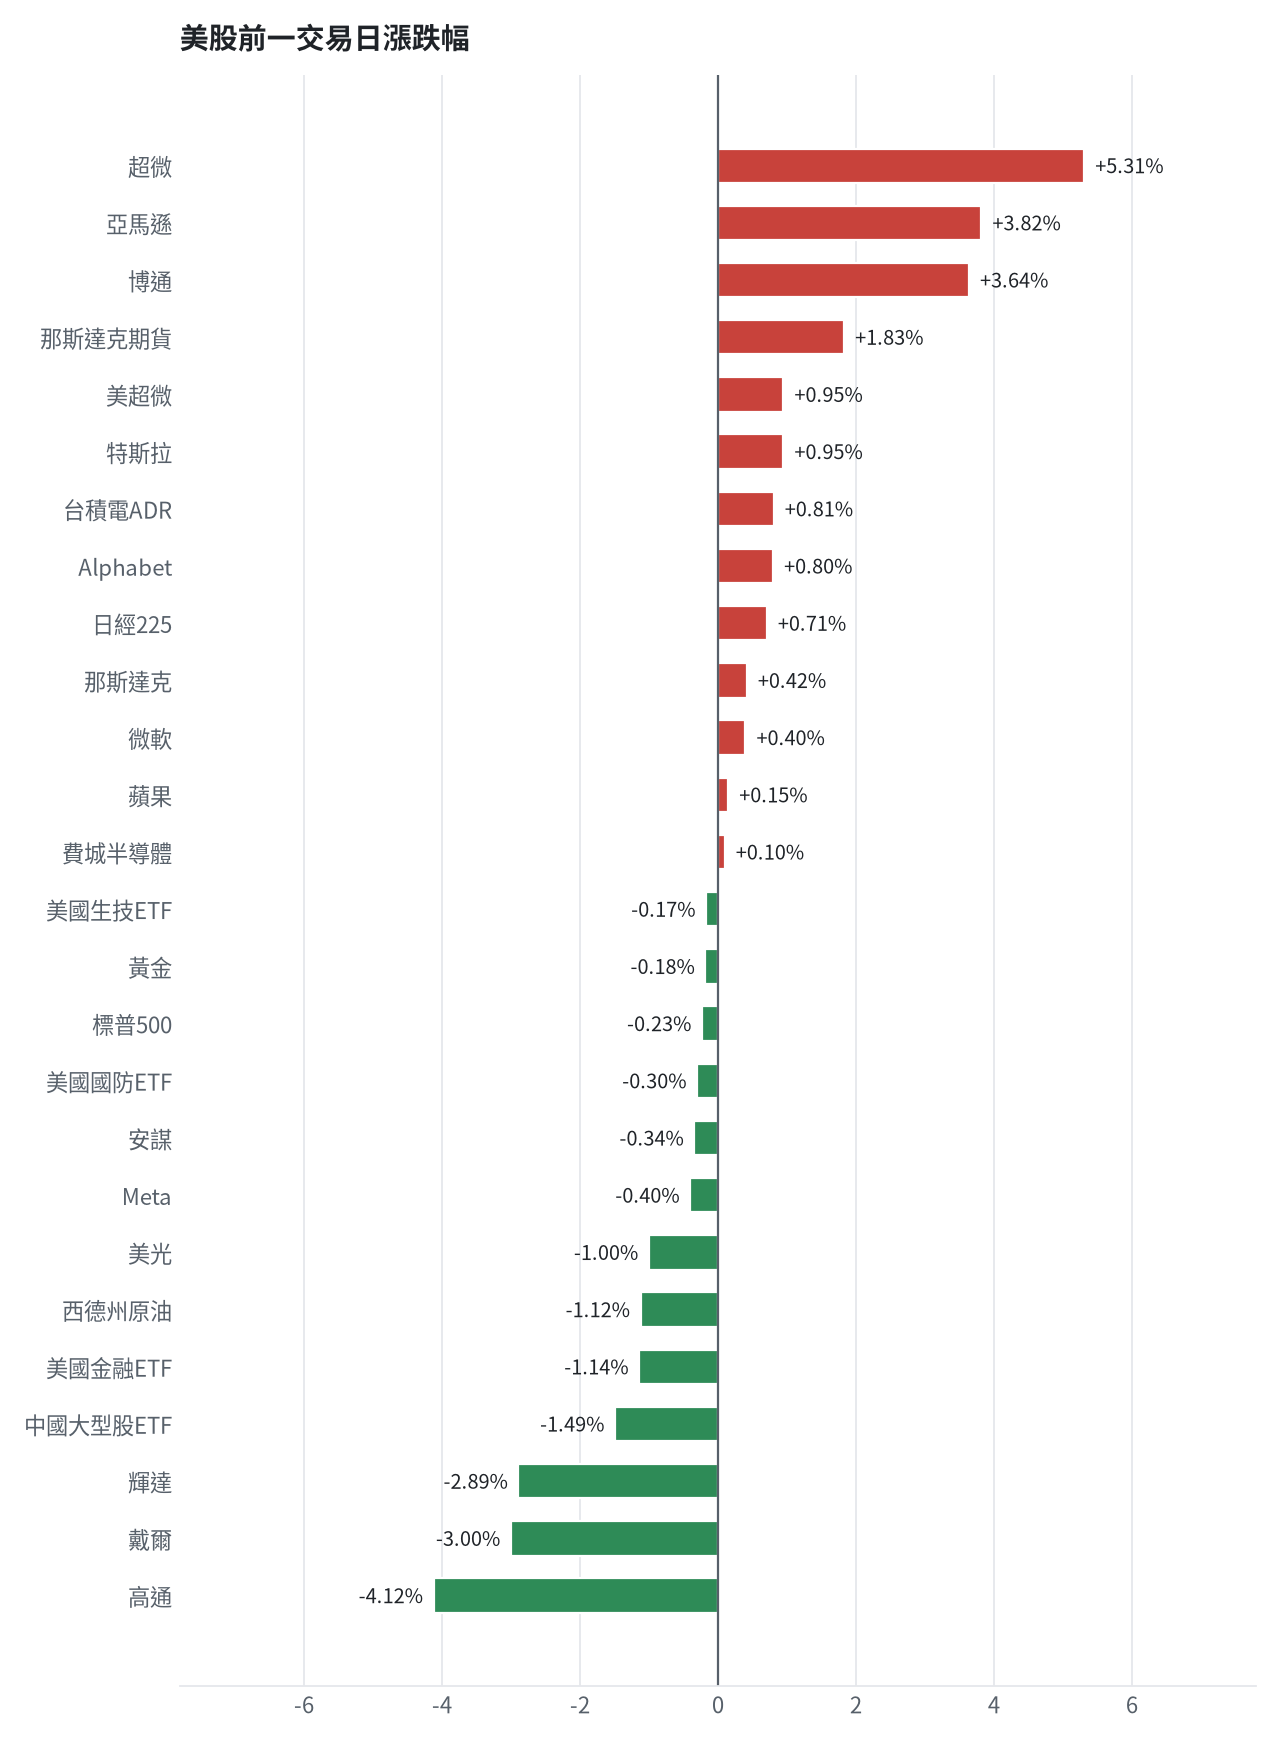 美股前一交易日漲跌幅
超微 +5.31%
亞馬遜 +3.82%
博通 +3.64%
那斯達克期貨 +1.83%
美超微 +0.95%
特斯拉 +0.95%
台積電ADR +0.81%
Alphabet +0.80%
日經225 +0.71%
那斯達克 +0.42%
微軟 +0.40%
蘋果 +0.15%
費城半導體 +0.10%
美國生技ETF -0.17%
黃金 -0.18%
標普500 -0.23%
美國國防ETF -0.30%
安謀 -0.34%
Meta -0.40%
美光 -1.00%
西德州原油 -1.12%
美國金融ETF -1.14%
中國大型股ETF -1.49%
輝達 -2.89%
戴爾 -3.00%
高通 -4.12%
-6 -4 -2 0 2 4 6